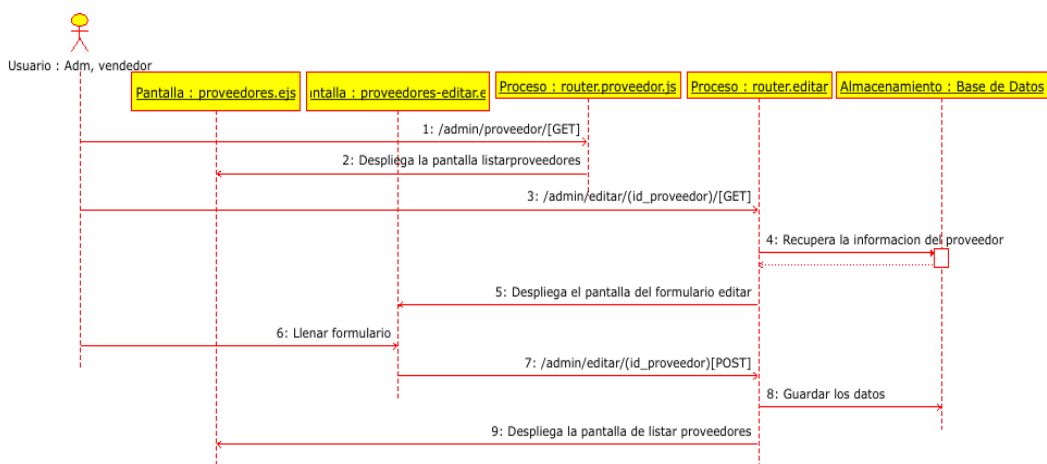 Usuario : Adm, vendedor
Pantalla : proveedores.ejs
ntalla : proveedores-editar.e
Proceso : router.proveedor.js
Proceso : router.editar
Almacenamiento : Base de Datos
1: /admin/proveedor/[GET]
2: Despliega la pantalla listarproveedores
3: /admin/editar/(id_proveedor)/[GET]
4: Recupera la informacion del proveedor
5: Despliega el pantalla del formulario editar
6: Llenar formulario
7: /admin/editar/(id_proveedor)[POST]
8: Guardar los datos
9: Despliega la pantalla de listar proveedores